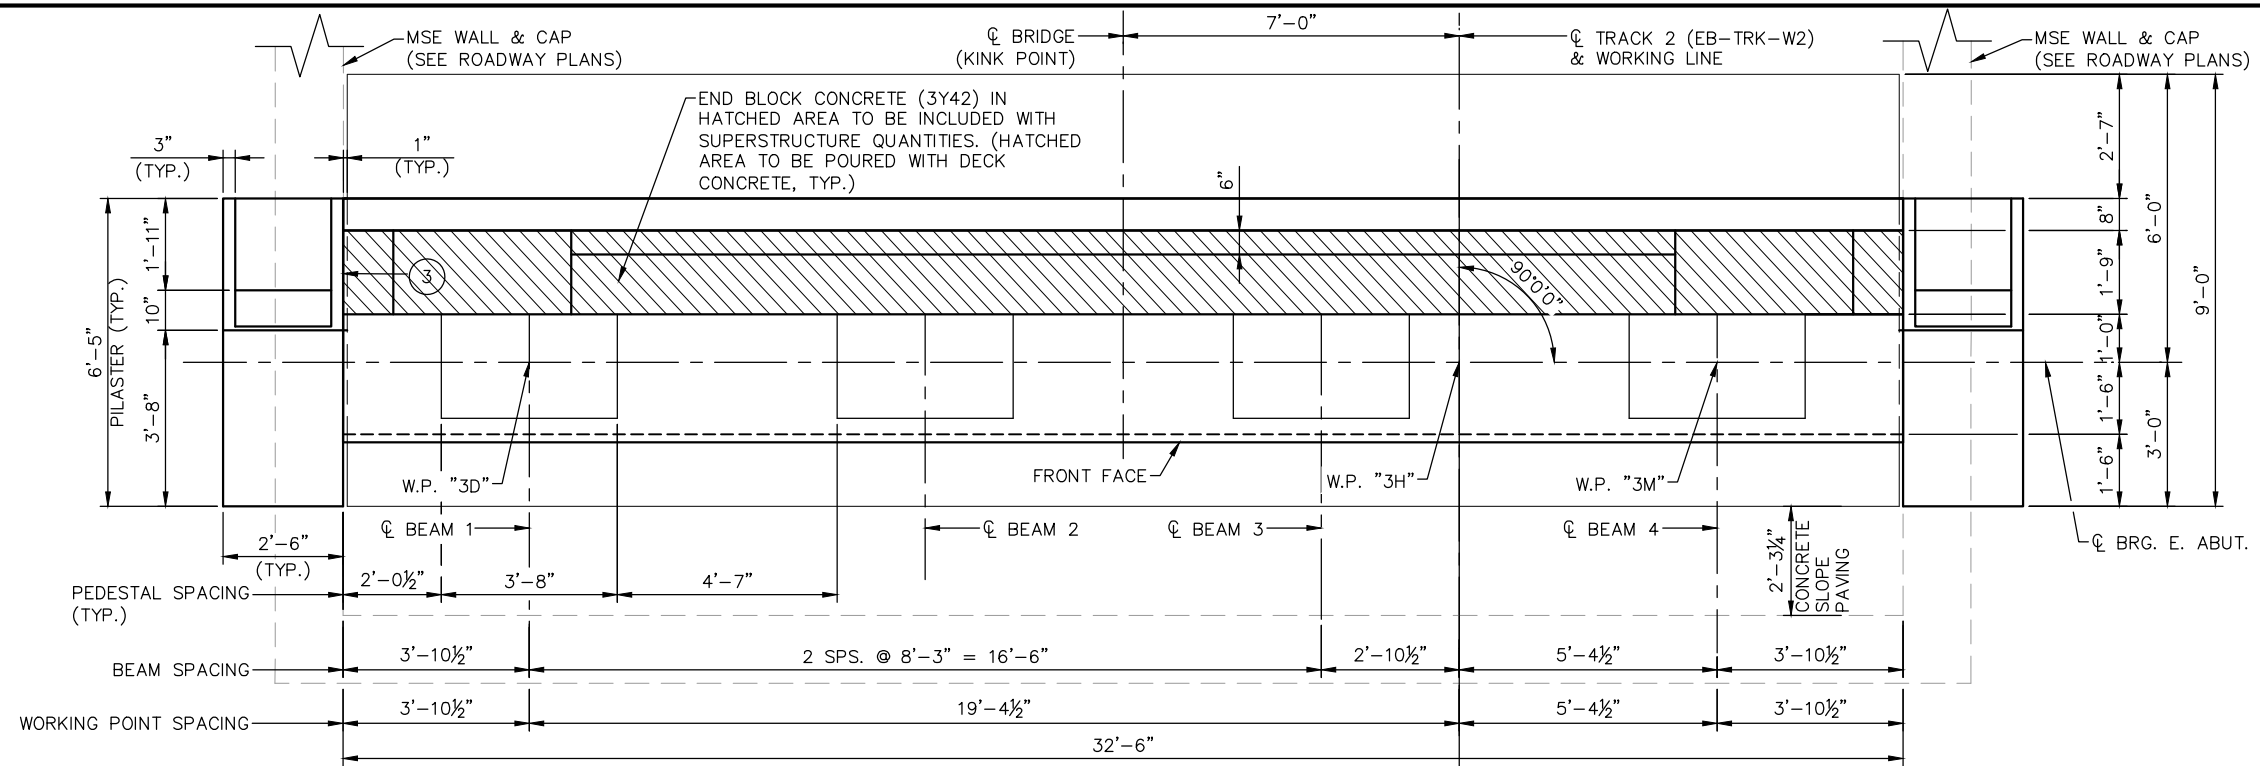 MSE WALL & CAP
(SEE ROADWAY PLANS)
℄ BRIDGE
(KINK POINT)
7'-0"
℄ TRACK 2 (EB-TRK-W2)
& WORKING LINE
MSE WALL & CAP
(SEE ROADWAY PLANS)
END BLOCK CONCRETE (3Y42) IN
HATCHED AREA TO BE INCLUDED WITH
SUPERSTRUCTURE QUANTITIES. (HATCHED
AREA TO BE POURED WITH DECK
CONCRETE, TYP.)
3"
(TYP.)
1"
(TYP.)
6"
2'-7"
8"
6'-0"
1'-9"
9'-0"
1'-0"
1'-6"
3'-0"
1'-6"
6'-5"
PILASTER (TYP.)
1'-11"
10"
3'-8"
3
90°0'0"
W.P. "3D"
FRONT FACE
W.P. "3H"
W.P. "3M"
℄ BEAM 1
℄ BEAM 2
℄ BEAM 3
℄ BEAM 4
℄ BRG. E. ABUT.
2'-3¼"
CONCRETE
SLOPE
PAVING
2'-6"
(TYP.)
PEDESTAL SPACING
(TYP.)
2'-0½"
3'-8"
4'-7"
BEAM SPACING
3'-10½"
2 SPS. @ 8'-3" = 16'-6"
2'-10½"
5'-4½"
3'-10½"
WORKING POINT SPACING
3'-10½"
19'-4½"
5'-4½"
3'-10½"
32'-6"